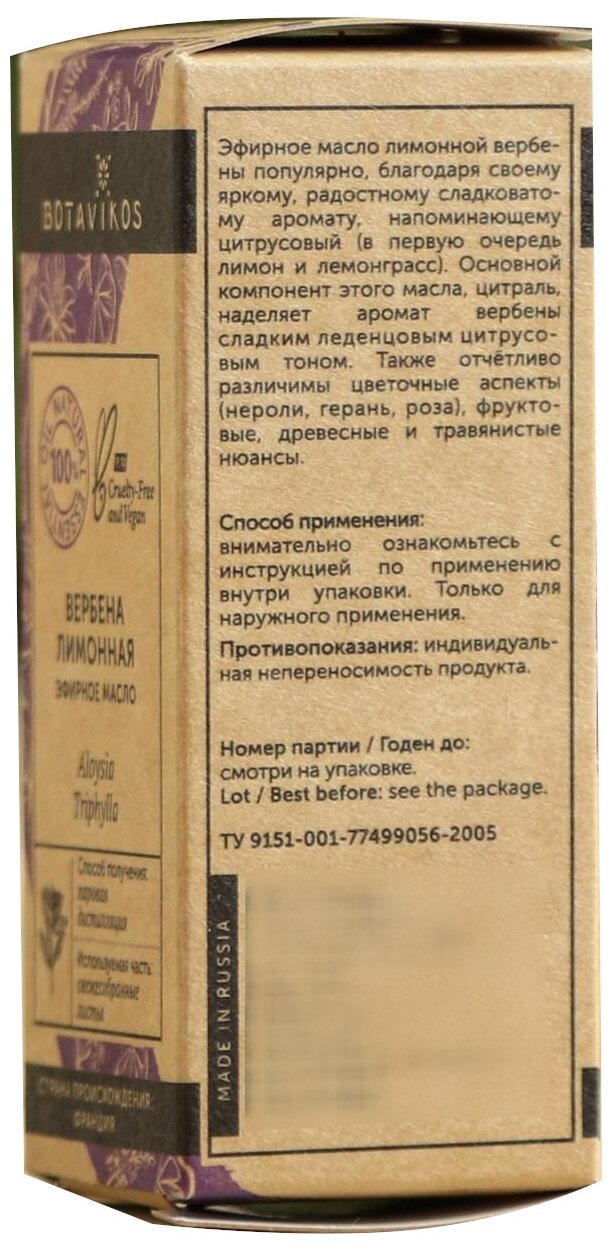 BOTAVIKOS
100% NATURAL ESSENTIAL OIL
Cruelty-Free
and Vegan
ВЕРБЕНА
ЛИМОННАЯ
ЭФИРНОЕ МАСЛО
Aloysia
Triphylla
Способ получения:
паровая
дистилляция
Используемая часть:
свежесобранные
листья
СТРАНА ПРОИСХОЖДЕНИЯ:
ФРАНЦИЯ
Эфирное масло лимонной вербе-
ны популярно, благодаря своему
яркому, радостному сладковато-
му аромату, напоминающему
цитрусовый (в первую очередь
лимон и лемонграсс). Основной
компонент этого масла, цитраль,
наделяет аромат вербены
сладким леденцовым цитрусо-
вым тоном. Также отчётливо
различимы цветочные аспекты
(нероли, герань, роза), фрукто-
вые, древесные и травянистые
нюансы.
Способ применения:
внимательно ознакомьтесь с
инструкцией по применению
внутри упаковки. Только для
наружного применения.
Противопоказания: индивидуаль-
ная непереносимость продукта.
Номер партии / Годен до:
смотри на упаковке.
Lot / Best before: see the package.
ТУ 9151-001-77499056-2005
MADE IN RUSSIA